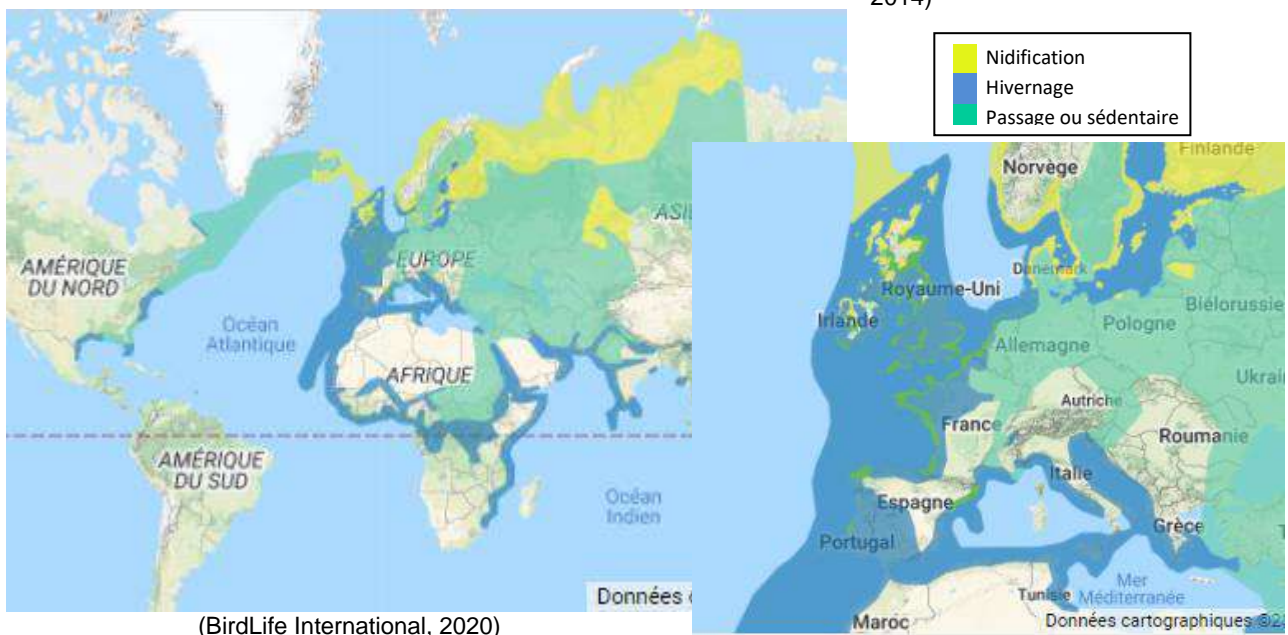 2014)
Nidification
Hivernage
Passage ou sédentaire
AMÉRIQUE
DU NORD
Océan
Atlantique
EUROPE
AFRIQUE
AMÉRIQUE
DU SUD
Océan
Indien
Données
(BirdLife International, 2020)
Norvège
Finlande
Danemark
Royaume-Uni
Irlande
Biélorussie
Pologne
Allemagne
Ukrain
Autriche
France
Roumanie
Italie
Espagne
Grèce
Portugal
Mer
Méditerranée
Tunisie
Maroc
Données cartographiques ©2